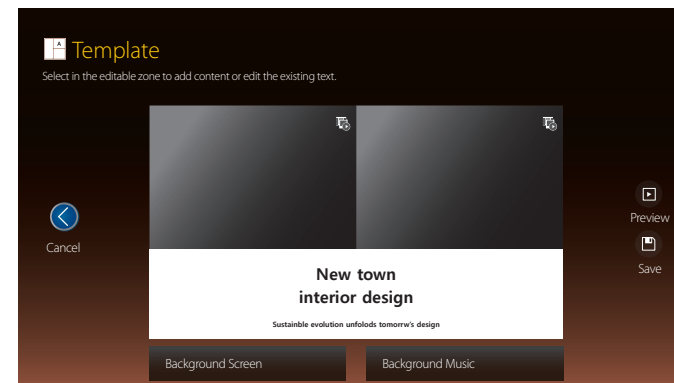 A
Template
Select in the editable zone to add content or edit the existing text.
Preview
Cancel
Save
New town
interior design
Sustainble evolution unfolods tomorrw's design
Background Screen
Background Music